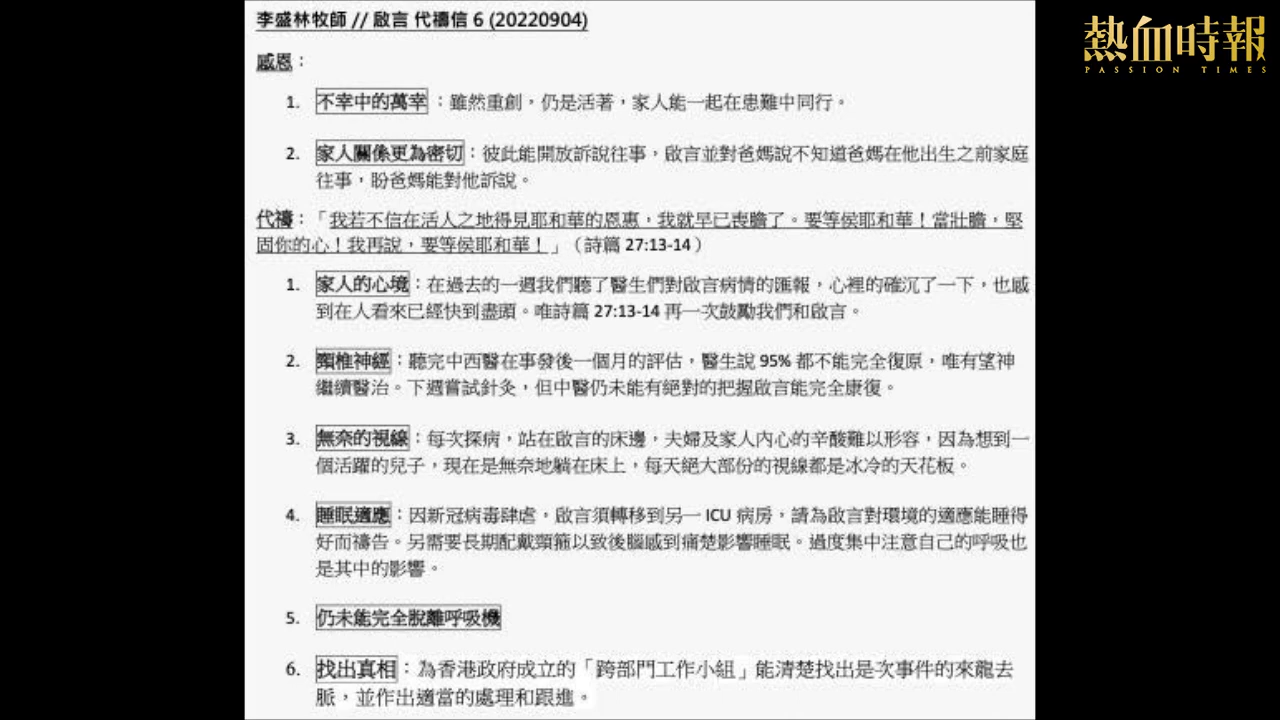 李盛林牧師 // 啟言 代禱信 6 (20220904)
熱血時報
PASSION TIMES
感恩：
1. 不幸中的萬幸：雖然重創，仍是活著，家人能一起在患難中同行。
2. 家人關係更為密切：彼此能開放訴說往事，啟言並對爸媽說不知道爸媽在他出生之前家庭
往事，盼爸媽能對他訴說。
代禱：「我若不信在活人之地得見耶和華的恩惠，我就早已喪膽了。要等侯耶和華！當壯膽，堅
固你的心！我再說，要等侯耶和華！」（詩篇 27:13-14）
1. 家人的心境：在過去的一週我們聽了醫生們對啟言病情的匯報，心裡的確沉了一下，也感
到在人看來已經快到盡頭。唯詩篇 27:13-14 再一次鼓勵我們和啟言。
2. 頸椎神經：聽完中西醫在事發後一個月的評估，醫生說 95% 都不能完全復原，唯有望神
繼續醫治。下週嘗試針灸，但中醫仍未能有絕對的把握啟言能完全康復。
3. 無奈的視線：每次探病，站在啟言的床邊，夫婦及家人內心的辛酸難以形容，因為想到一
個活躍的兒子，現在是無奈地躺在床上，每天絕大部份的視線都是冰冷的天花板。
4. 睡眠適應：因新冠病毒肆虐，啟言須轉移到另一 ICU 病房，請為啟言對環境的適應能睡得
好而禱告。另需要長期配戴頸箍以致後腦感到痛楚影響睡眠。過度集中注意自己的呼吸也
是其中的影響。
5. 仍未能完全脫離呼吸機
6. 找出真相：為香港政府成立的「跨部門工作小組」能清楚找出是次事件的來龍去
脈，並作出適當的處理和跟進。